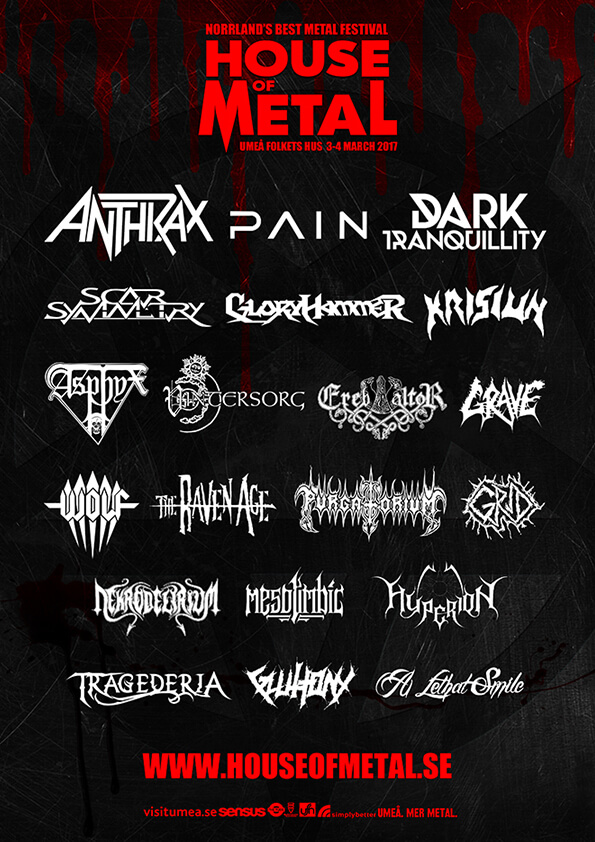 NORRLAND'S BEST METAL FESTIVAL
HOUSE
OF
METAL
UMEÅ FOLKETS HUS. 3-4 MARCH 2017
ANTHRAX PAIN DARK TRANQUILLITY
SCAR SYMMETRY GLORYHAMMER KRISIUN
Asphyx VINTERSORG Ereb Altor GRAVE
WOLF THE RAVEN AGE PURGATORIUM GRID
NEKRODELIRIUM MESOLIMBIC HYPERION
TRAGEDERIA GLUTTONY A Lethal Smile
WWW.HOUSEOFMETAL.SE
visitumea.se sensus simplybetter UMEÅ. MER METAL.